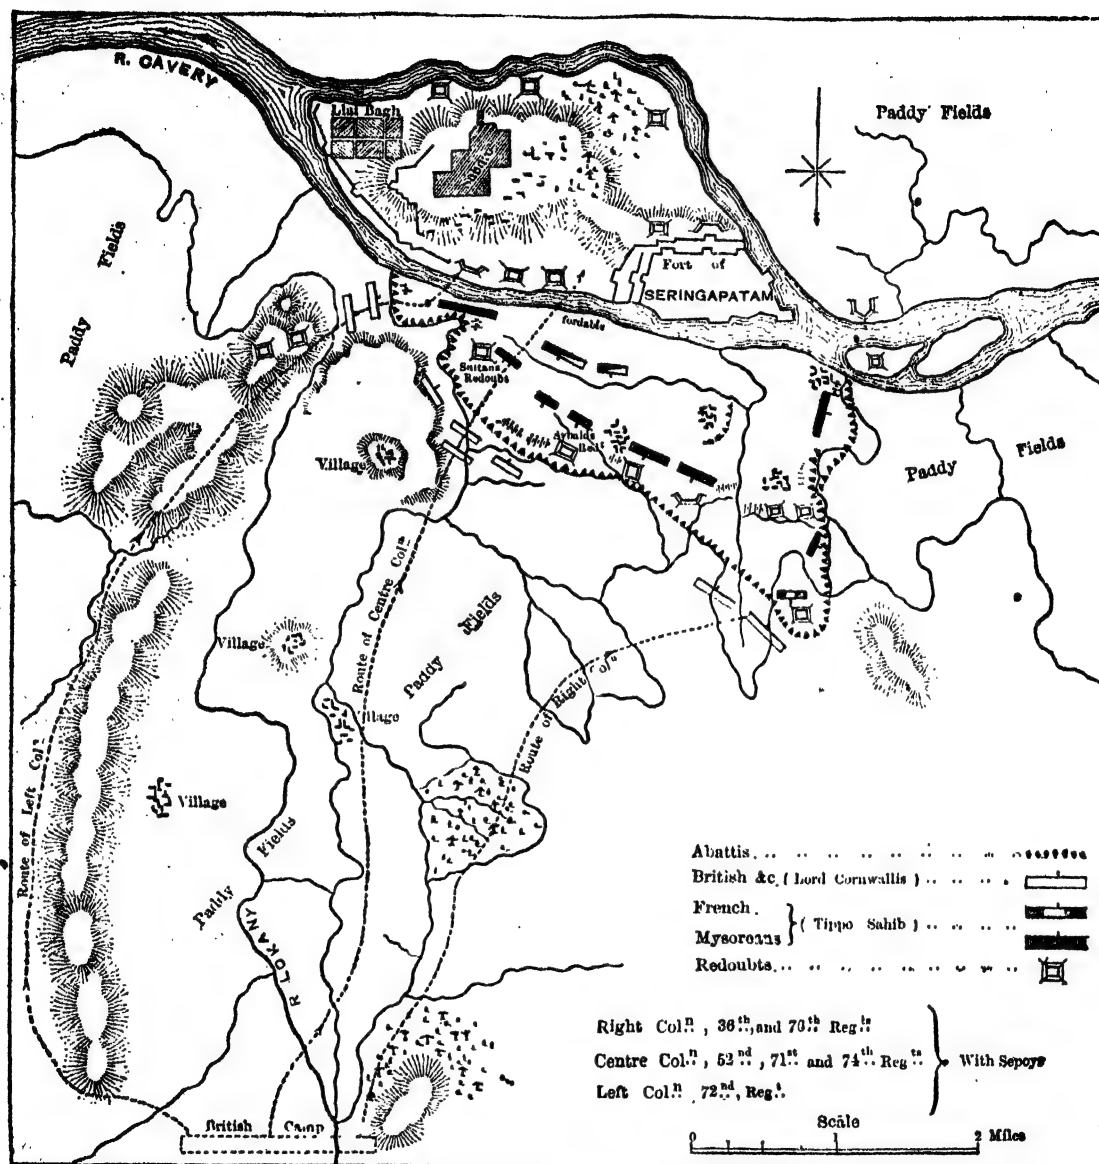 R. CAVERY
Llal Bagh
Paddy Fields
Fort of
SERINGAPATAM
fordable
Paddy Fields
Sultans
Redoubt
Village
Paddy Fields
Route of Centre Col.n
Paddy Fields
Village
Village
Route of Right Col.n
Route of Left Col.n
Village
Paddy Fields
R LOKANY
British Camp
Abattis
British &c. ( Lord Cornwallis )
French
Mysoreans
( Tippo Sahib )
Redoubts
Right Col.n, 36th, and 76th Reg.ts
Centre Col.n, 52nd, 71st and 74th Reg.ts
Left Col.n 72nd, Reg.t
With Sepoys
Scale
0 2 Miles